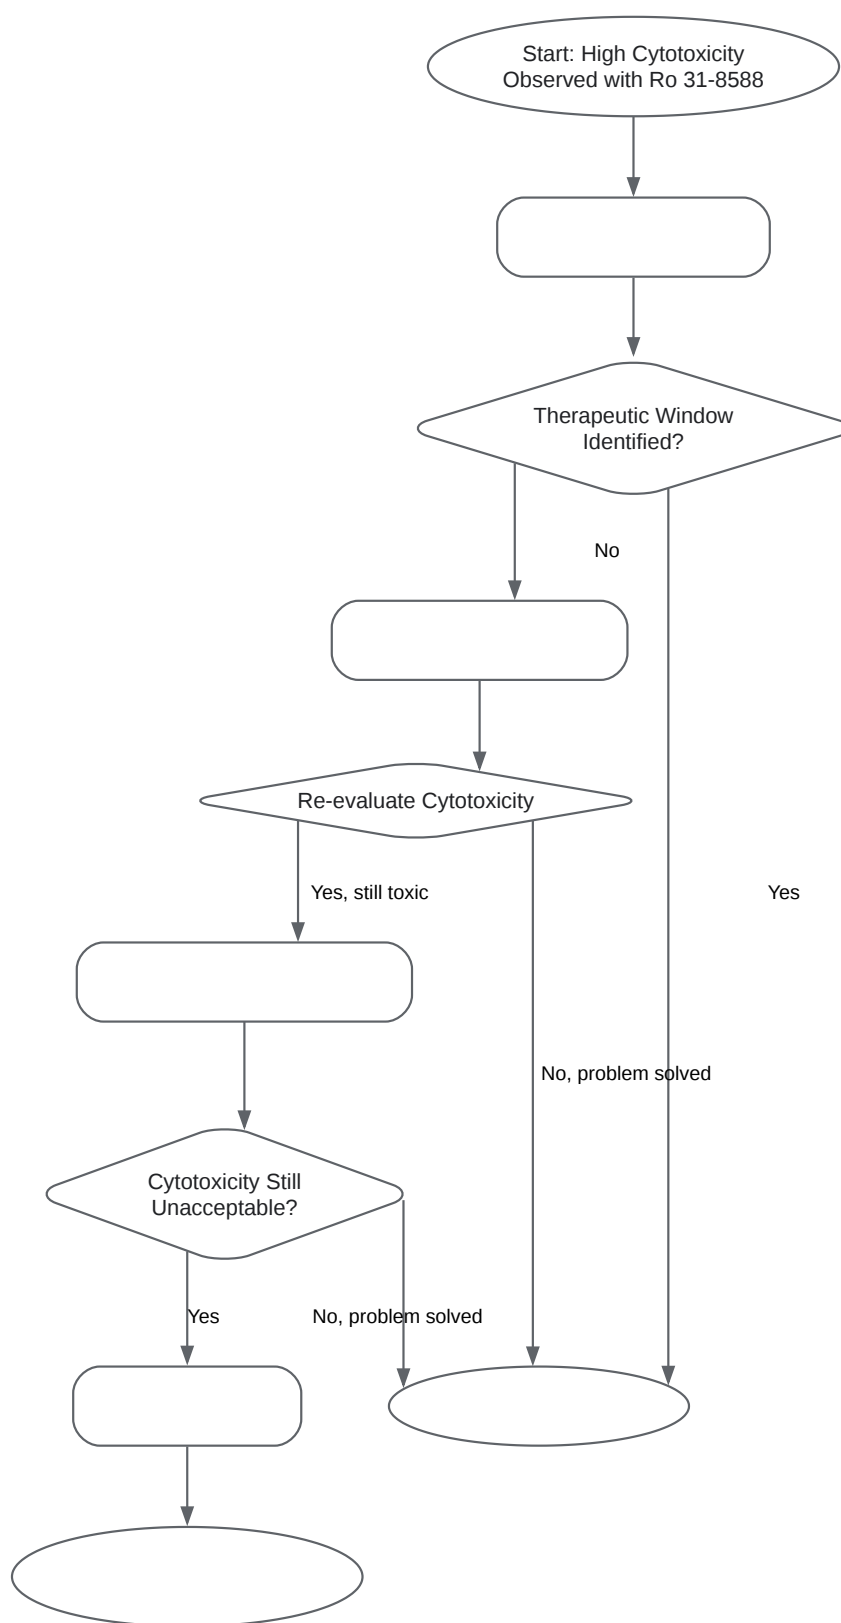 Start: High Cytotoxicity
Observed with Ro 31-8588
Therapeutic Window
Identified?
No
Re-evaluate Cytotoxicity
Yes, still toxic
Yes
No, problem solved
Cytotoxicity Still
Unacceptable?
Yes
No, problem solved